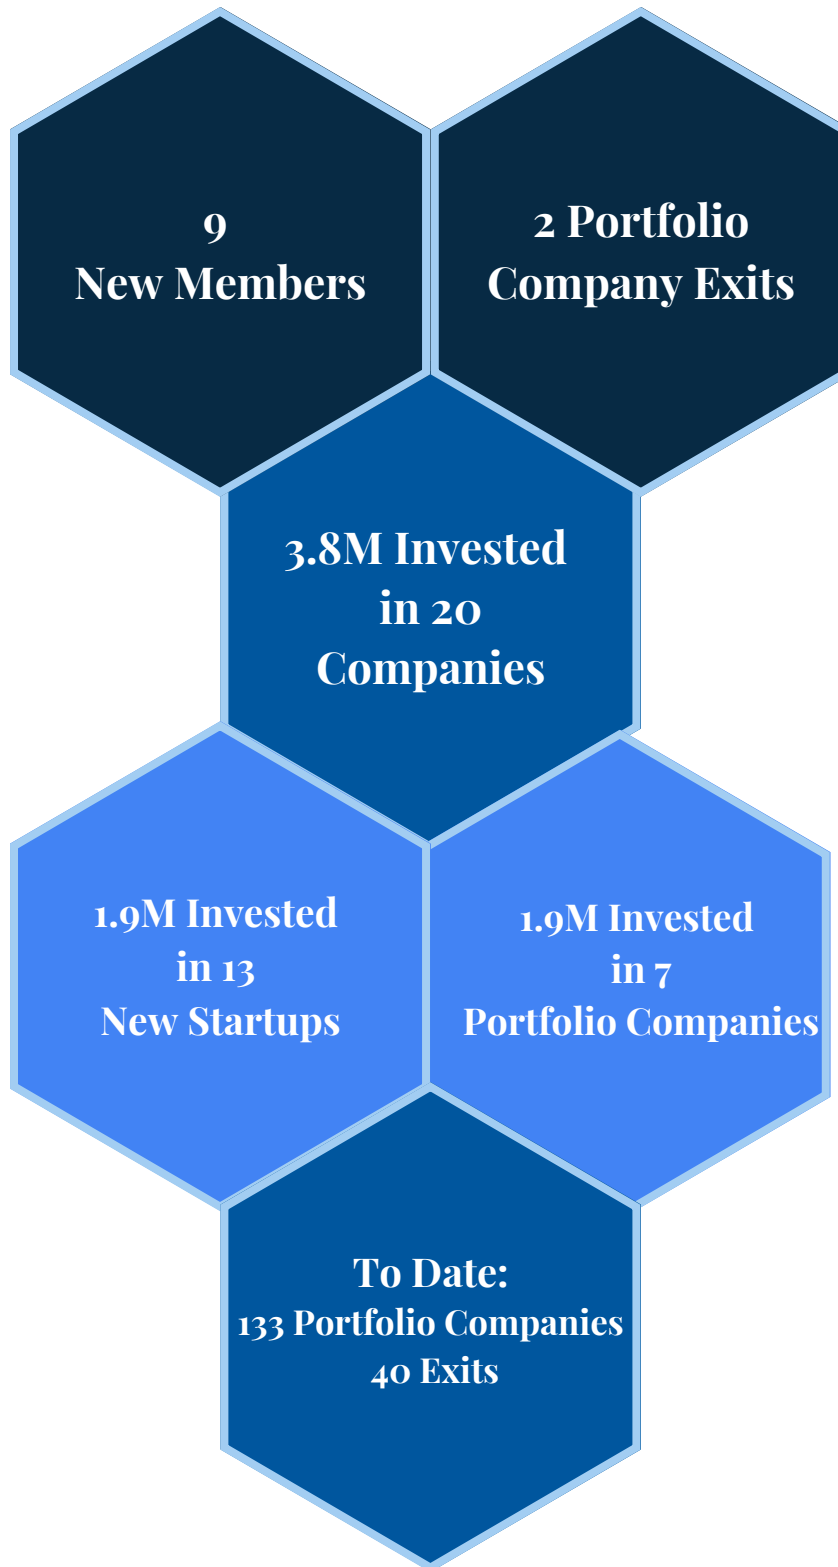 9
New Members
2 Portfolio
Company Exits
3.8M Invested
in 20
Companies
1.9M Invested
in 13
New Startups
1.9M Invested
in 7
Portfolio Companies
To Date:
133 Portfolio Companies
40 Exits